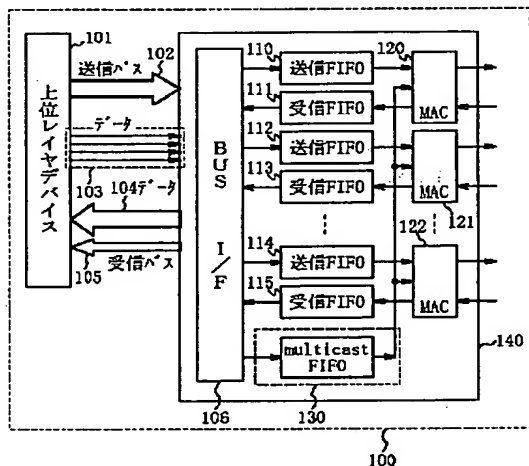 101
102
送信バス
上位レイヤデバイス
データ
103
104データ
受信バス
105
BUS I/F
106
110
送信FIFO
111
受信FIFO
112
送信FIFO
113
受信FIFO
114
送信FIFO
115
受信FIFO
multicast
FIFO
130
120
MAC
MAC
121
122
MAC
140
100